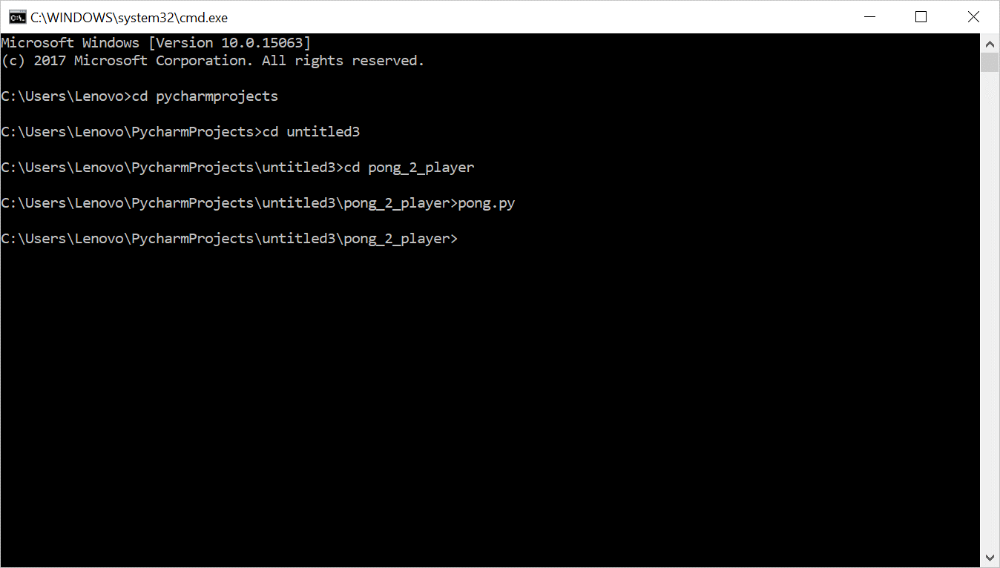 C:\WINDOWS\system32\cmd.exe
Microsoft Windows [Version 10.0.15063]
(c) 2017 Microsoft Corporation. All rights reserved.
C:\Users\Lenovo>cd pycharmprojects
C:\Users\Lenovo\PycharmProjects>cd untitled3
C:\Users\Lenovo\PycharmProjects\untitled3>cd pong_2_player
C:\Users\Lenovo\PycharmProjects\untitled3\pong_2_player>pong.py
C:\Users\Lenovo\PycharmProjects\untitled3\pong_2_player>